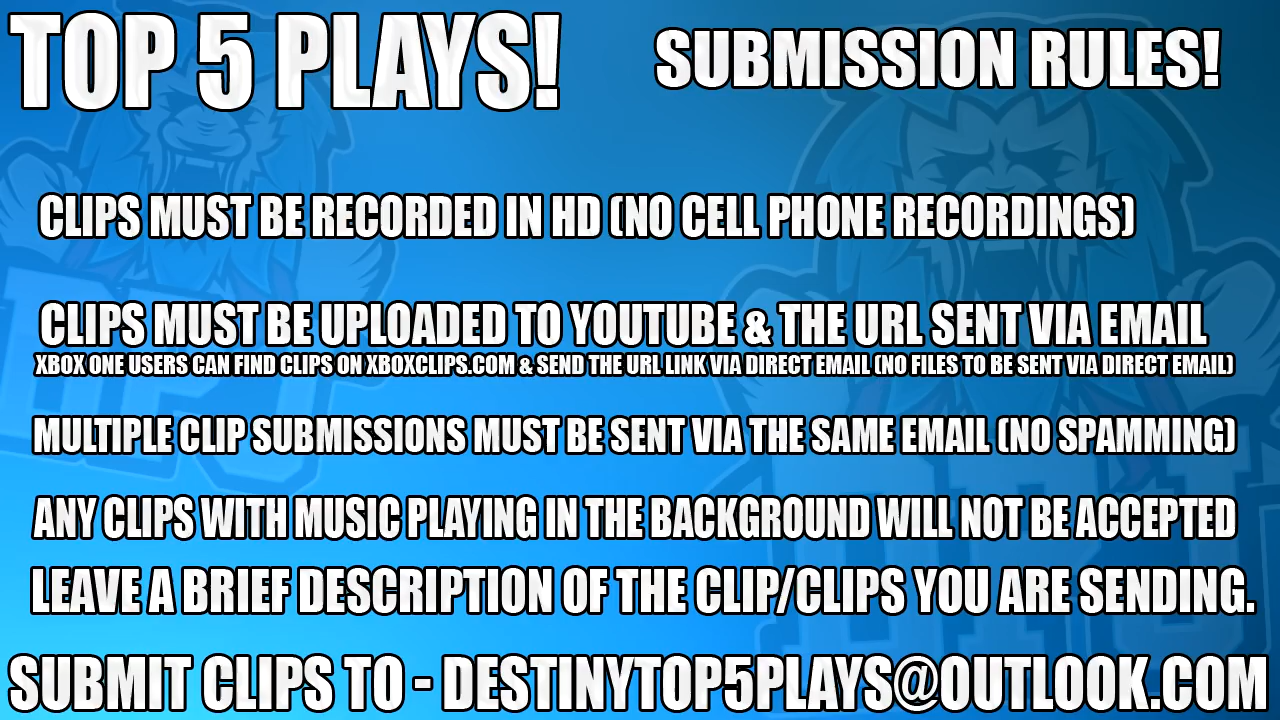 TOP 5 PLAYS!
SUBMISSION RULES!
CLIPS MUST BE RECORDED IN HD (NO CELL PHONE RECORDINGS)
CLIPS MUST BE UPLOADED TO YOUTUBE & THE URL SENT VIA EMAIL
XBOX ONE USERS CAN FIND CLIPS ON XBOXCLIPS.COM & SEND THE URL LINK VIA DIRECT EMAIL (NO FILES TO BE SENT VIA DIRECT EMAIL)
MULTIPLE CLIP SUBMISSIONS MUST BE SENT VIA THE SAME EMAIL (NO SPAMMING)
ANY CLIPS WITH MUSIC PLAYING IN THE BACKGROUND WILL NOT BE ACCEPTED
LEAVE A BRIEF DESCRIPTION OF THE CLIP/CLIPS YOU ARE SENDING.
SUBMIT CLIPS TO - DESTINYTOP5PLAYS@OUTLOOK.COM